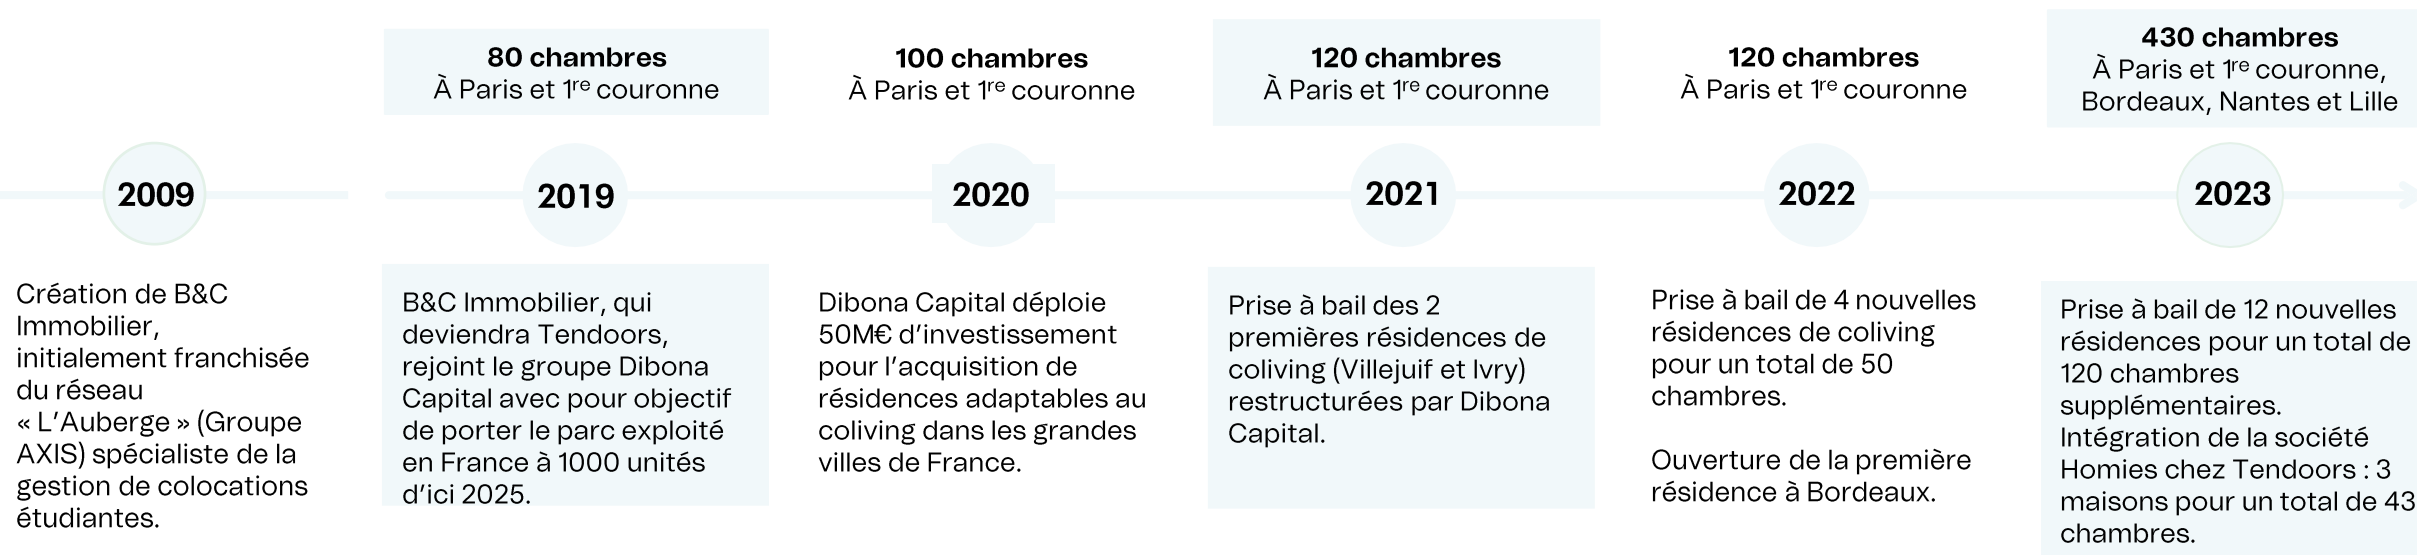 80 chambres
À Paris et 1re couronne
100 chambres
À Paris et 1re couronne
120 chambres
À Paris et 1re couronne
120 chambres
À Paris et 1re couronne
430 chambres
À Paris et 1re couronne,
Bordeaux, Nantes et Lille
2009
2019
2020
2021
2022
2023
Création de B&C
Immobilier,
initialement franchisée
du réseau
« L’Auberge » (Groupe
AXIS) spécialiste de la
gestion de colocations
étudiantes.
B&C Immobilier, qui
deviendra Tendoors,
rejoint le groupe Dibona
Capital avec pour objectif
de porter le parc exploité
en France à 1000 unités
d’ici 2025.
Dibona Capital déploie
50M€ d’investissement
pour l’acquisition de
résidences adaptables au
coliving dans les grandes
villes de France.
Prise à bail des 2
premières résidences de
coliving (Villejuif et Ivry)
restructurées par Dibona
Capital.
Prise à bail de 4 nouvelles
résidences de coliving
pour un total de 50
chambres.
Ouverture de la première
résidence à Bordeaux.
Prise à bail de 12 nouvelles
résidences pour un total de
120 chambres
supplémentaires.
Intégration de la société
Homies chez Tendoors : 3
maisons pour un total de 43
chambres.